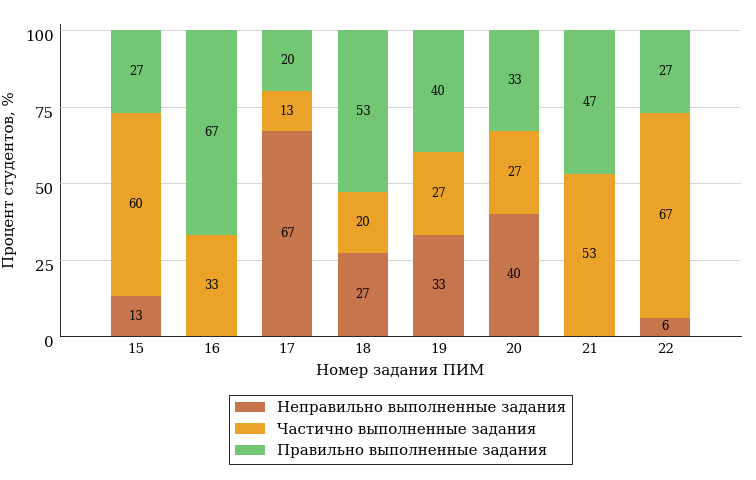 100
75
50
25
0
Процент студентов, %
27 67 20 53 40 33 47 27
60 33 13 20 27 27 53 67
13 67 27 33 40 6
15 16 17 18 19 20 21 22
Номер задания ПИМ
Неправильно выполненные задания
Частично выполненные задания
Правильно выполненные задания